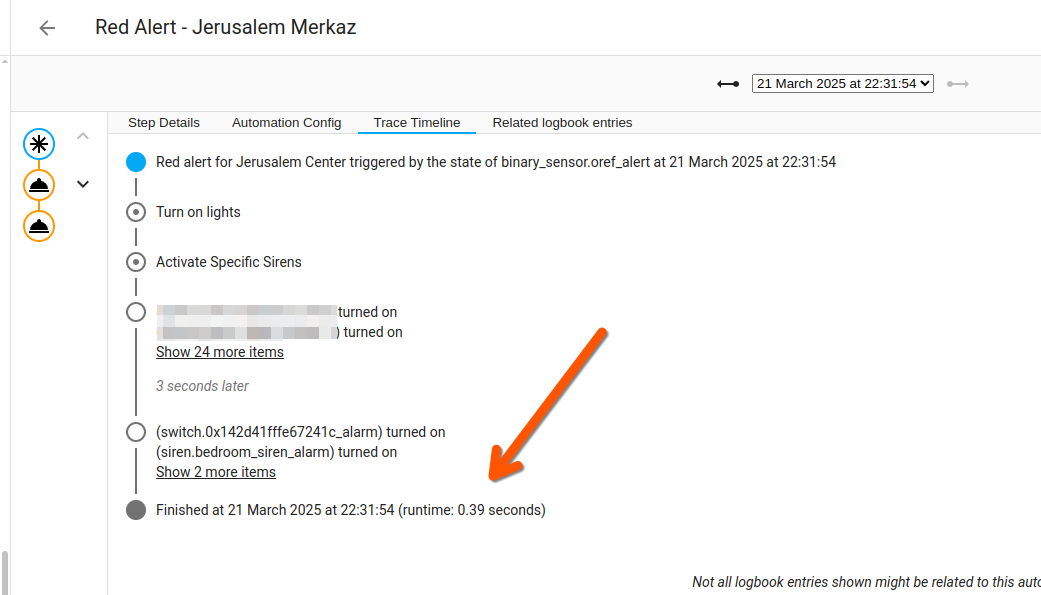 Red Alert - Jerusalem Merkaz
21 March 2025 at 22:31:54
Step Details
Automation Config
Trace Timeline
Related logbook entries
Red alert for Jerusalem Center triggered by the state of binary_sensor.oref_alert at 21 March 2025 at 22:31:54
Turn on lights
Activate Specific Sirens
turned on
) turned on
Show 24 more items
3 seconds later
(switch.0x142d41fffe67241c_alarm) turned on
(siren.bedroom_siren_alarm) turned on
Show 2 more items
Finished at 21 March 2025 at 22:31:54 (runtime: 0.39 seconds)
Not all logbook entries shown might be related to this auto